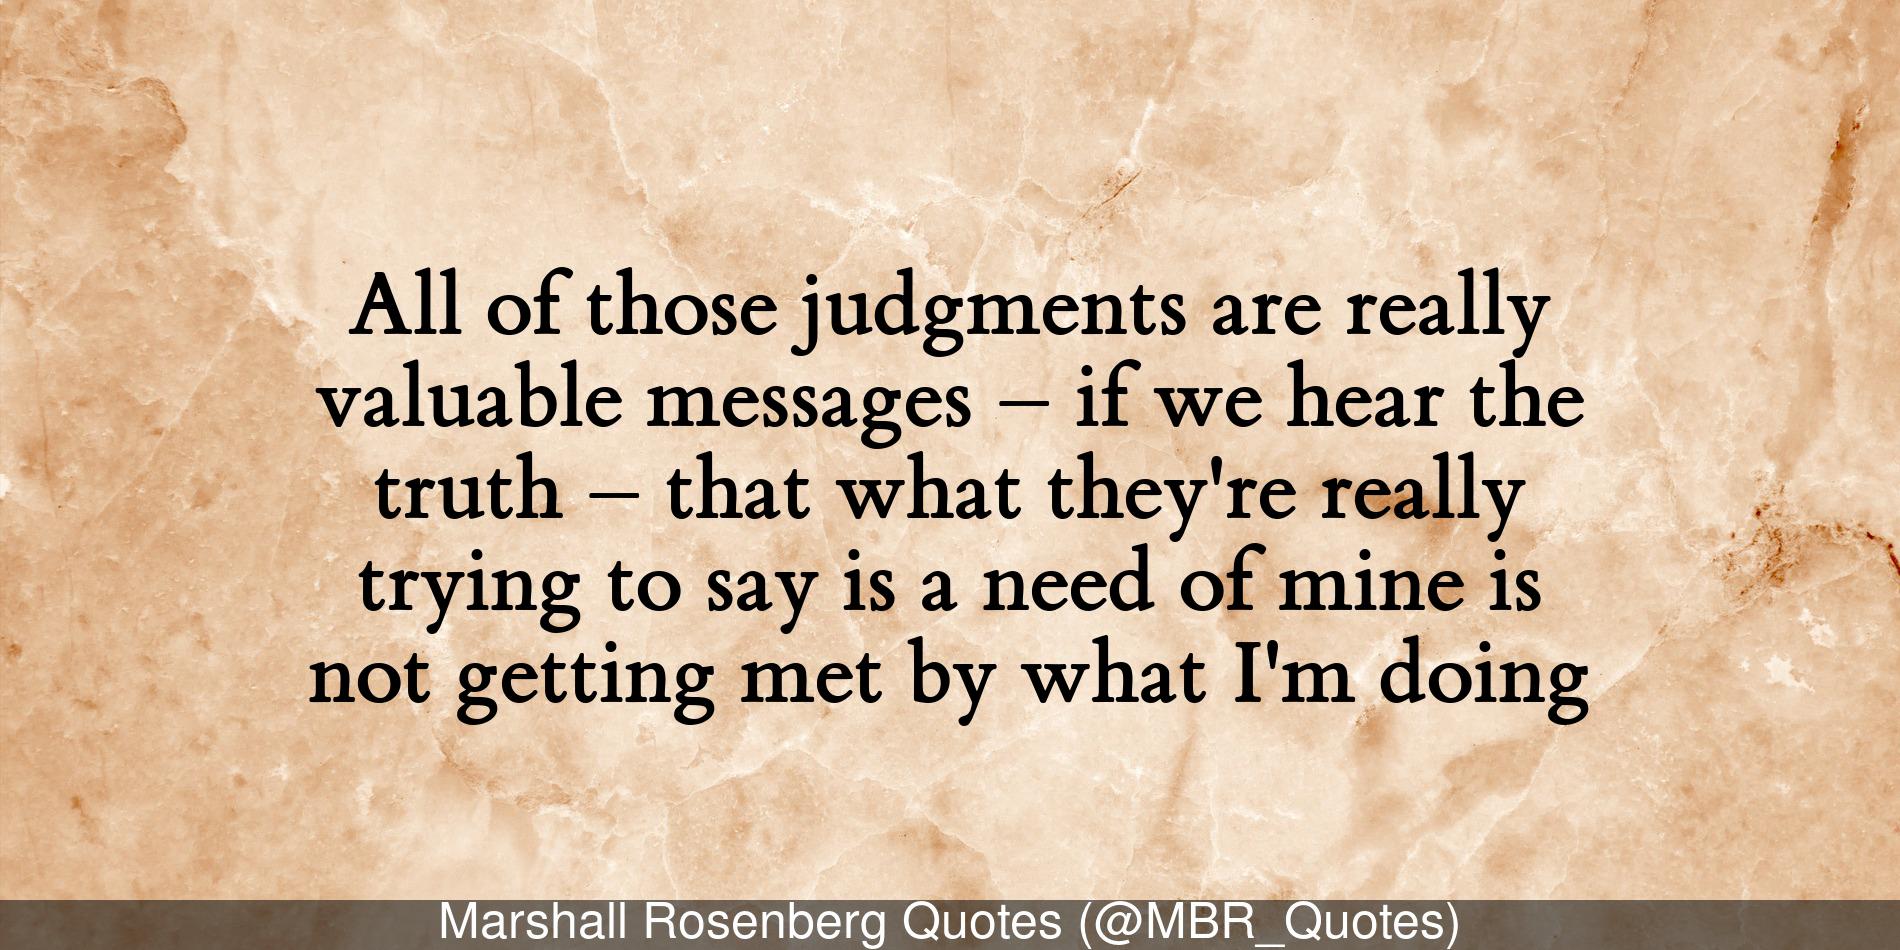 All of those judgments are really
valuable messages – if we hear the
truth – that what they're really
trying to say is a need of mine is
not getting met by what I'm doing
Marshall Rosenberg Quotes (@MBR_Quotes)